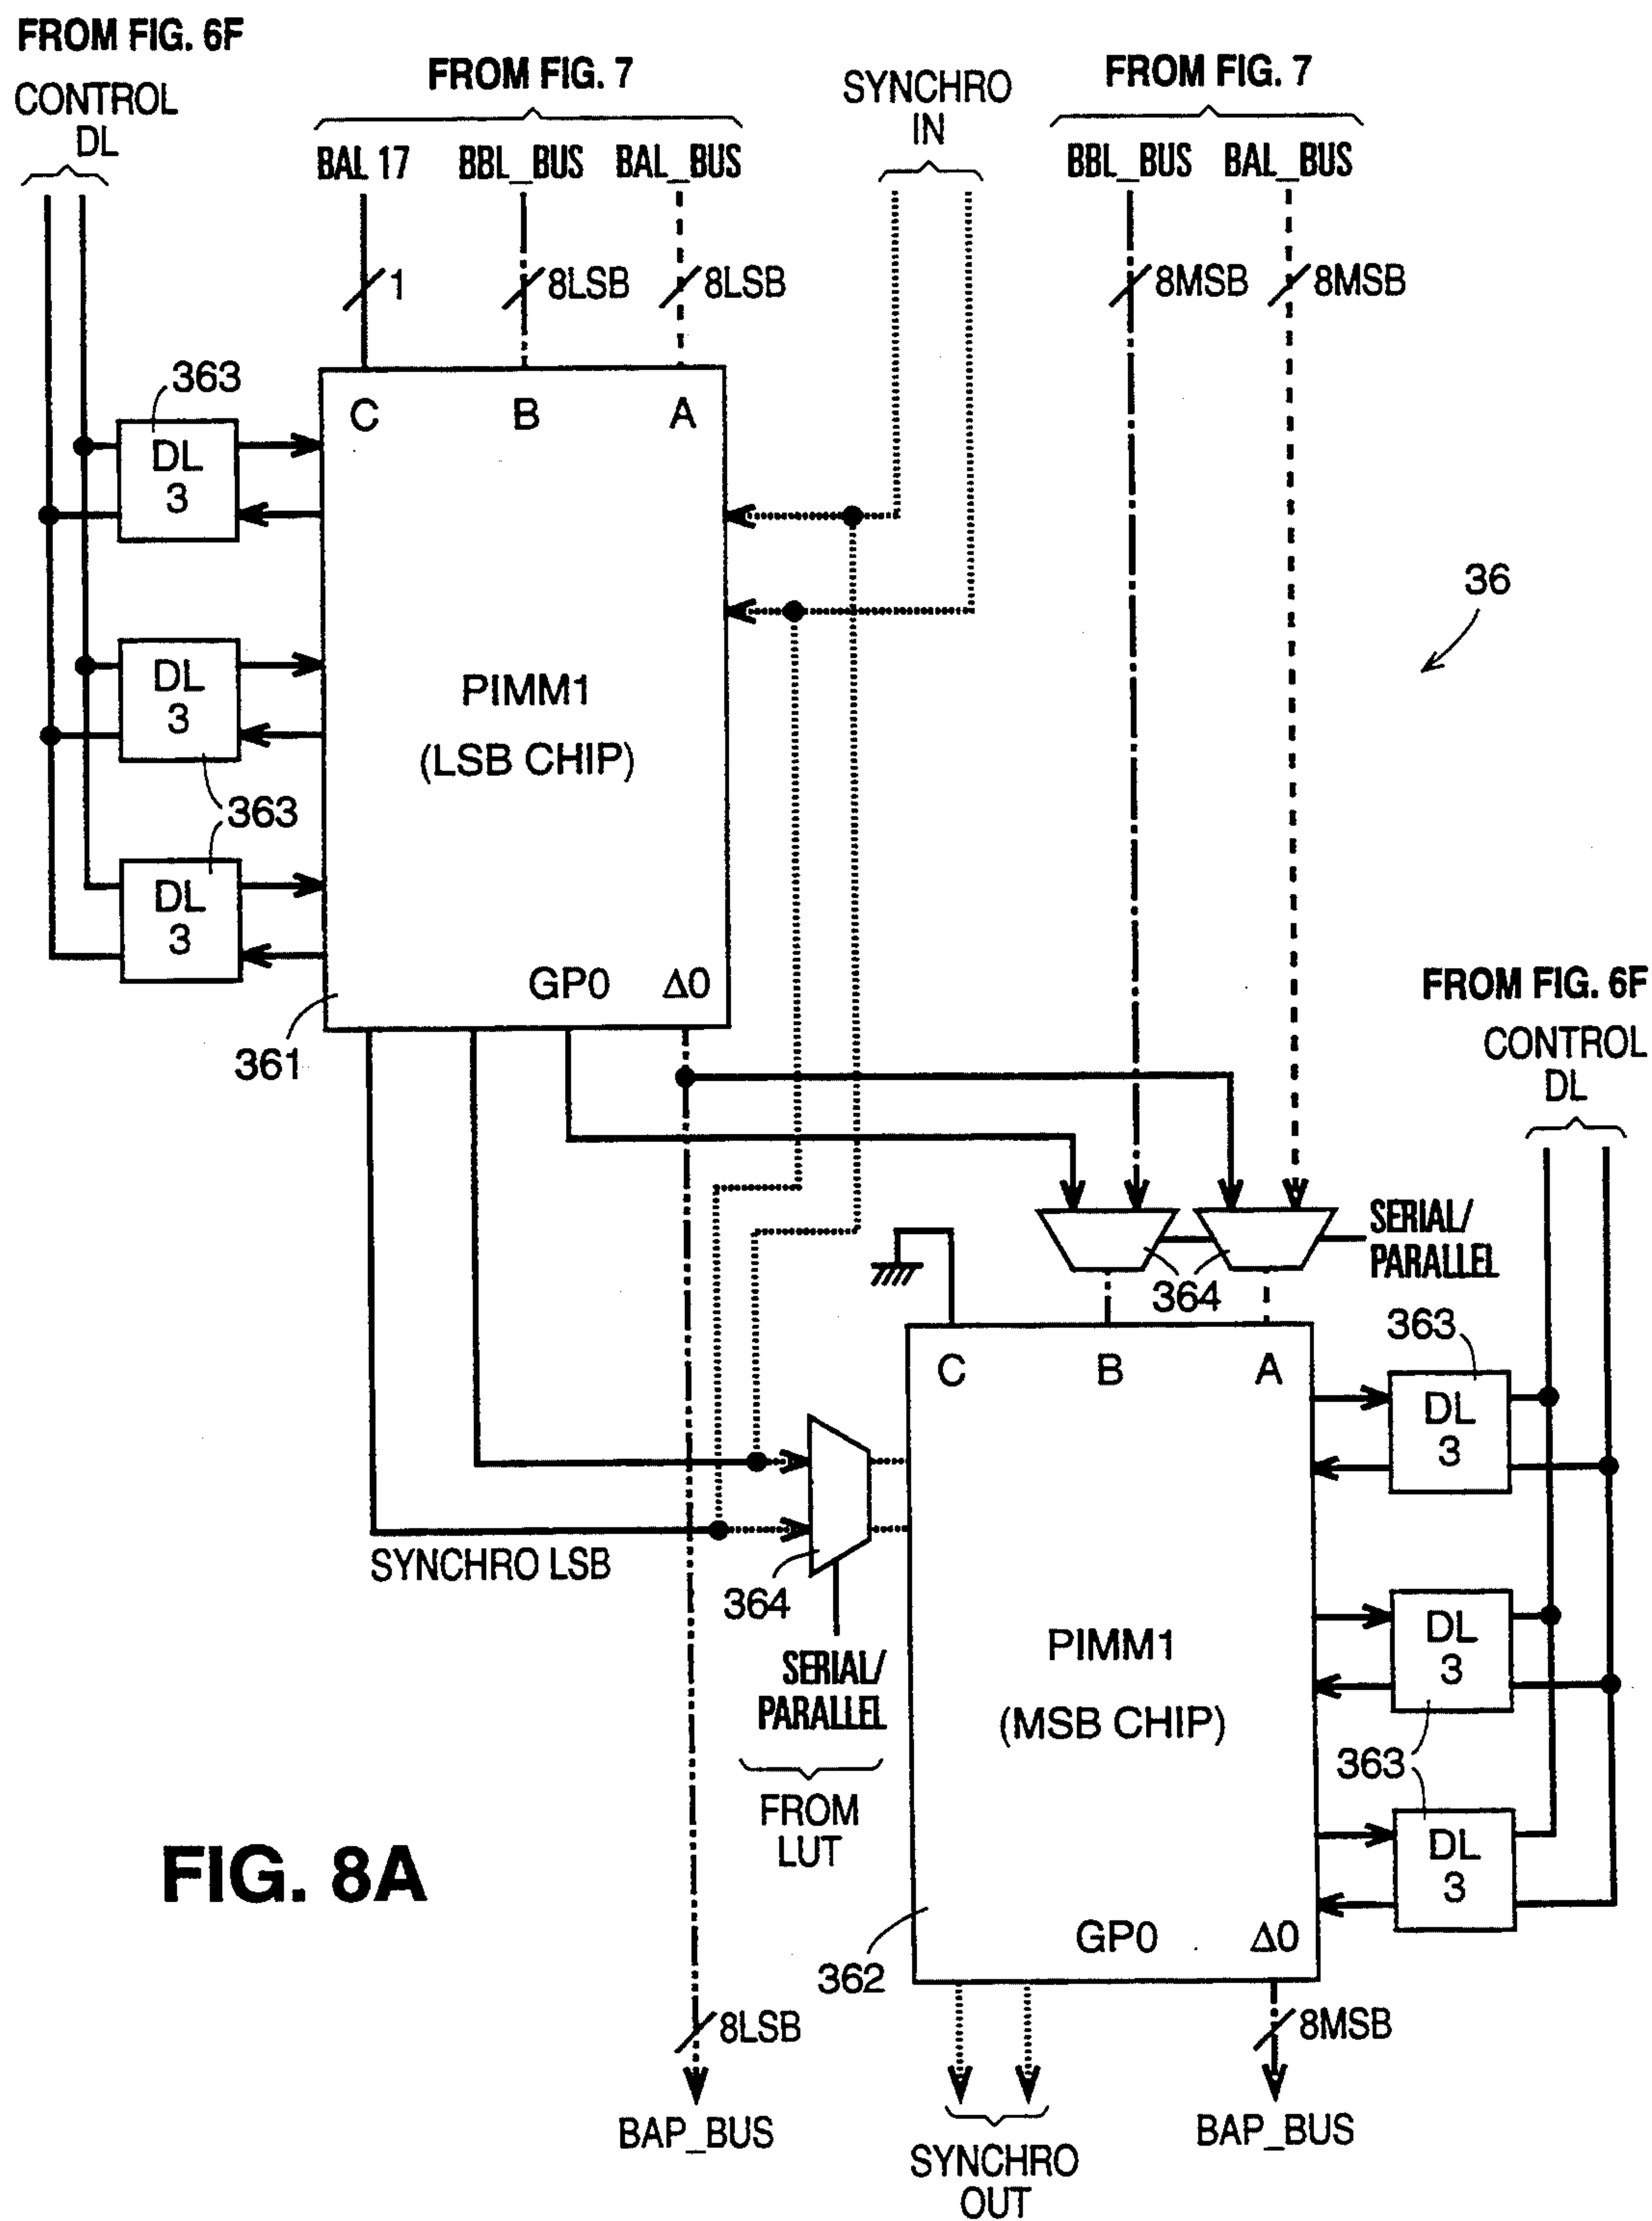 FROM FIG. 6F
CONTROL
DL
FROM FIG. 7
BAL 17
BBL_BUS
BAL_BUS
SYNCHRO
IN
FROM FIG. 7
BBL_BUS
BAL_BUS
1
8LSB
8LSB
8MSB
8MSB
363
DL
3
C
B
A
36
DL
3
PIMM1
(LSB CHIP)
363
DL
3
GP0
Δ0
361
FROM FIG. 6F
CONTROL
DL
SERIAL/
PARALLEL
364
363
C
B
A
DL
3
SYNCHRO LSB
364
SERIAL/
PARALLEL
FROM
LUT
PIMM1
(MSB CHIP)
DL
3
363
DL
3
FIG. 8A
362
GP0
Δ0
8LSB
8MSB
BAP_BUS
SYNCHRO
OUT
BAP_BUS